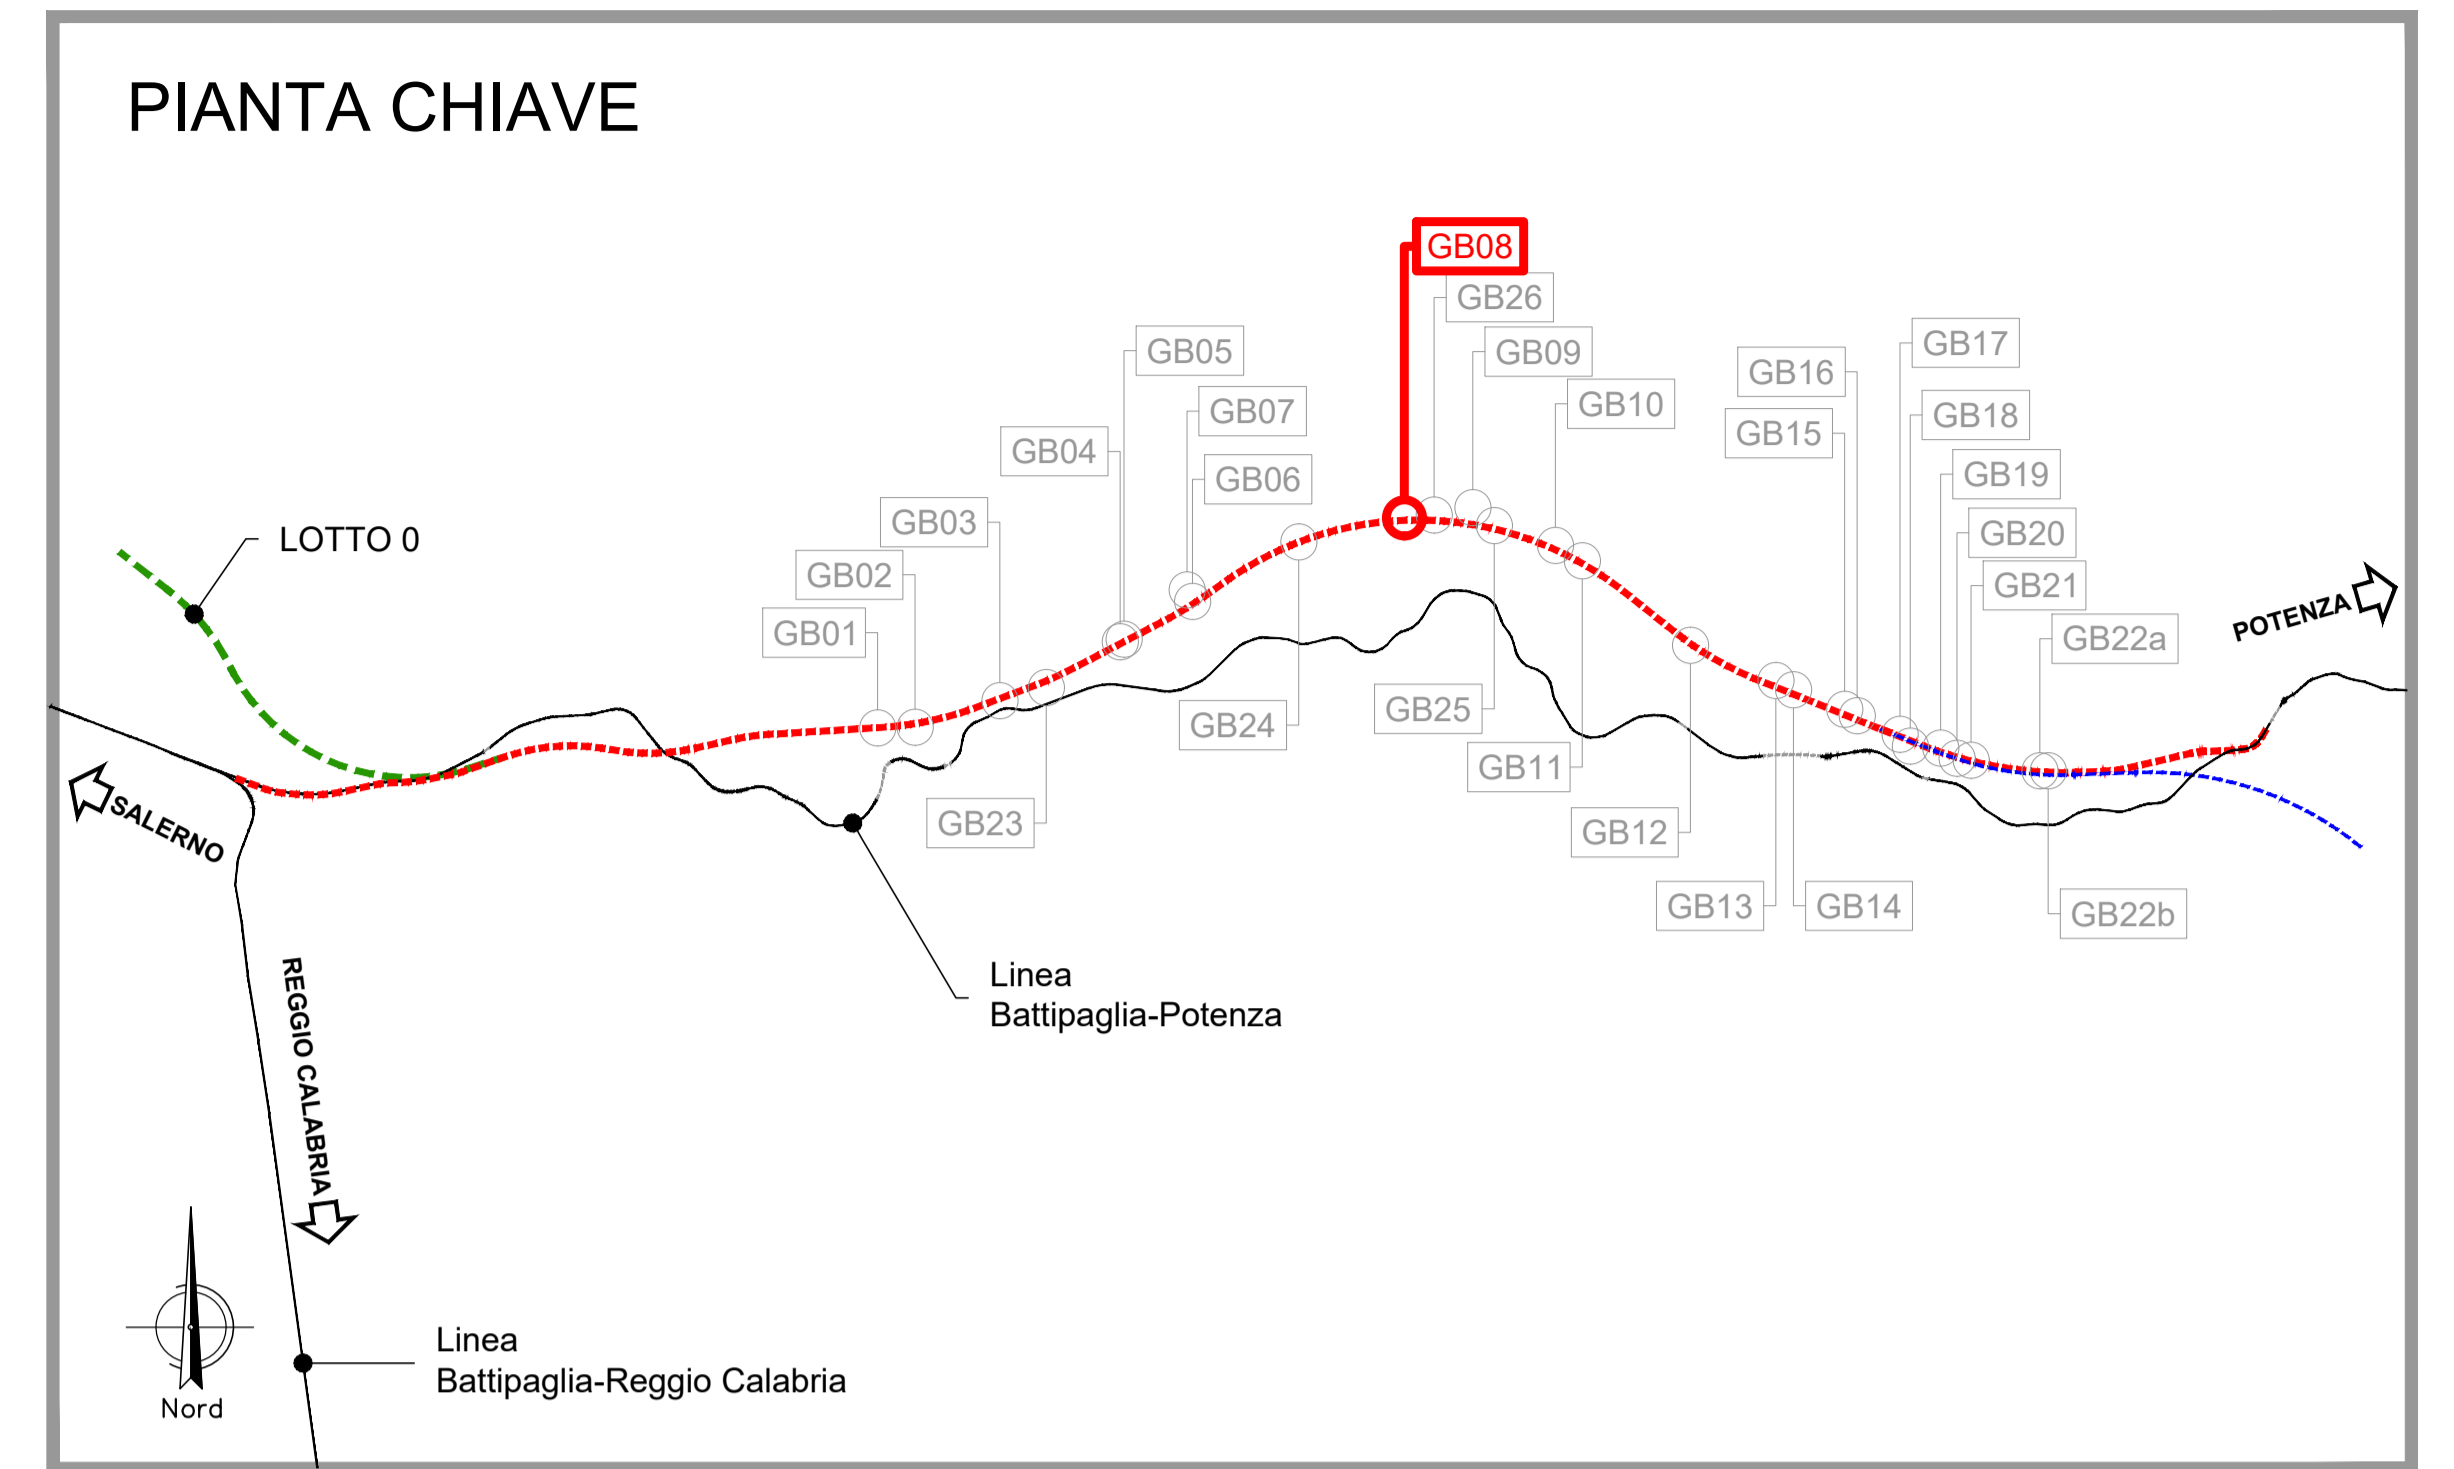 PIANTA CHIAVE
GB08
GB26
GB05
GB09
GB17
GB16
GB07
GB10
GB18
GB04
GB15
GB06
GB19
GB03
LOTTO 0
GB20
GB02
GB21
GB01
GB22a
POTENZA
GB24
GB25
GB11
SALERNO
GB23
GB12
GB13
GB14
GB22b
REGGIO CALABRIA
Linea
Battipaglia-Potenza
Linea
Battipaglia-Reggio Calabria
Nord